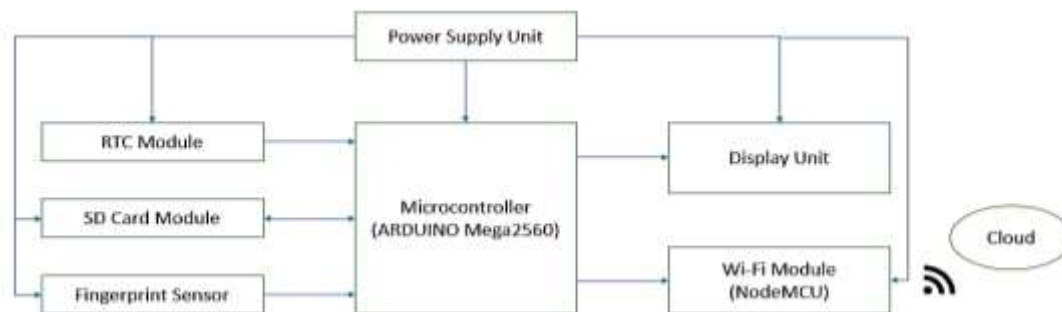 Power Supply Unit
RTC Module
Display Unit
SD Card Module
Microcontroller
(ARDUINO Mega2560)
Cloud
Wi-Fi Module
(NodeMCU)
Fingerprint Sensor